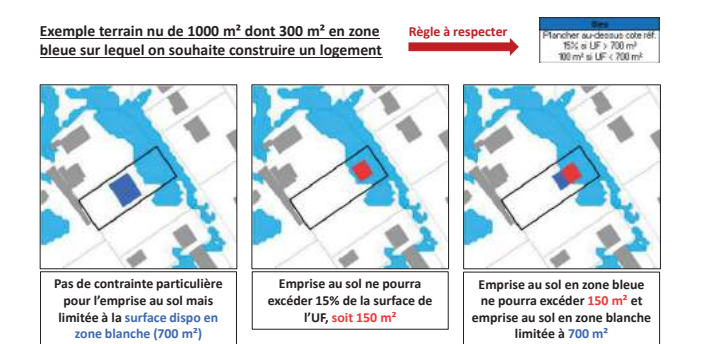 Exemple terrain nu de 1000 m² dont 300 m² en zone
bleue sur lequel on souhaite construire un logement
Règle à respecter
Bleu
Plancher au-dessus cote réf.
15% si UF > 700 m²
100 m² si UF < 700 m²
Pas de contrainte particulière
pour l'emprise au sol mais
limitée à la surface dispo en
zone blanche (700 m²)
Emprise au sol ne pourra
excéder 15% de la surface de
l'UF, soit 150 m²
Emprise au sol en zone bleue
ne pourra excéder 150 m² et
emprise au sol en zone blanche
limitée à 700 m²